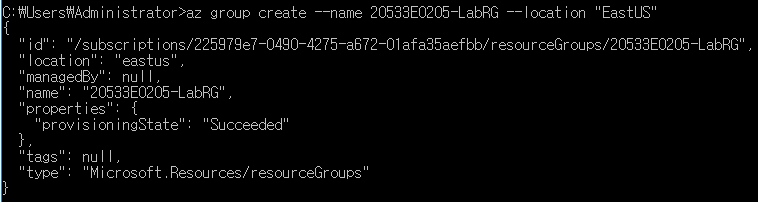 C:₩Users₩Administrator>az group create --name 20533E0205-LabRG --location "EastUS"
{
  "id": "/subscriptions/225979e7-0490-4275-a672-01afa35aefbb/resourceGroups/20533E0205-LabRG",
  "location": "eastus",
  "managedBy": null,
  "name": "20533E0205-LabRG",
  "properties": {
    "provisioningState": "Succeeded"
  },
  "tags": null,
  "type": "Microsoft.Resources/resourceGroups"
}